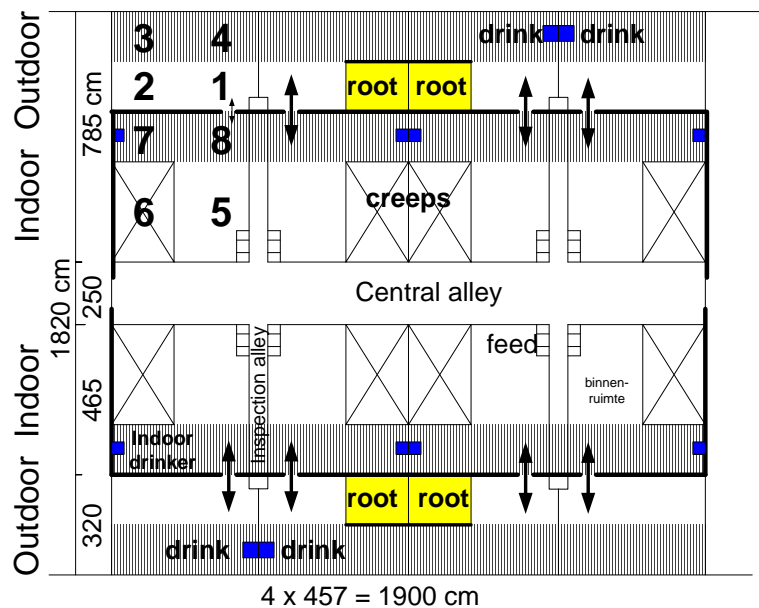 3 4 drink drink
2 1 root root
7 8
6 5 creeps
Central alley
feed
Inspection alley
binnen-
ruimte
Indoor
drinker
root root
drink drink
Outdoor
Indoor
Indoor
Outdoor
785 cm
250
1820 cm
465
320
4 x 457 = 1900 cm